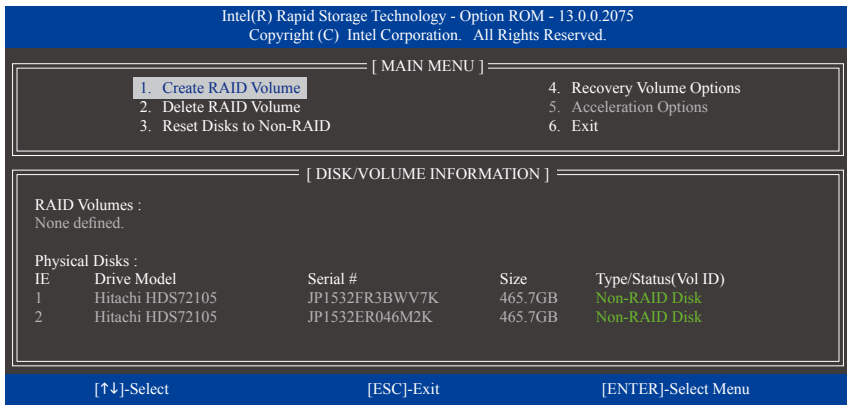 Intel(R) Rapid Storage Technology - Option ROM - 13.0.0.2075
Copyright (C) Intel Corporation. All Rights Reserved.
[ MAIN MENU ]
1. Create RAID Volume
2. Delete RAID Volume
3. Reset Disks to Non-RAID
4. Recovery Volume Options
5. Acceleration Options
6. Exit
[ DISK/VOLUME INFORMATION ]
RAID Volumes :
None defined.
Physical Disks :
IE Drive Model Serial # Size Type/Status(Vol ID)
1 Hitachi HDS72105 JP1532FR3BWV7K 465.7GB Non-RAID Disk
2 Hitachi HDS72105 JP1532ER046M2K 465.7GB Non-RAID Disk
[↑↓]-Select [ESC]-Exit [ENTER]-Select Menu